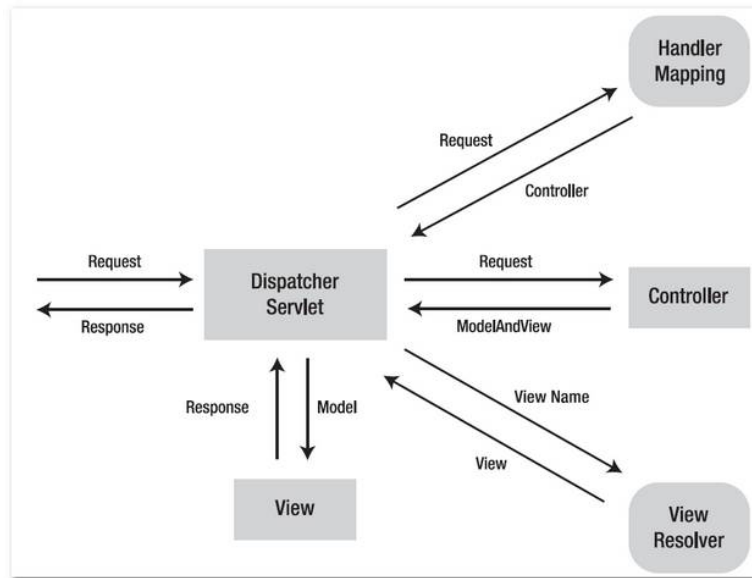 Handler
Mapping
Request
Controller
Request
Response
Dispatcher
Servlet
Request
ModelAndView
Controller
Response
Model
View Name
View
View
View
Resolver